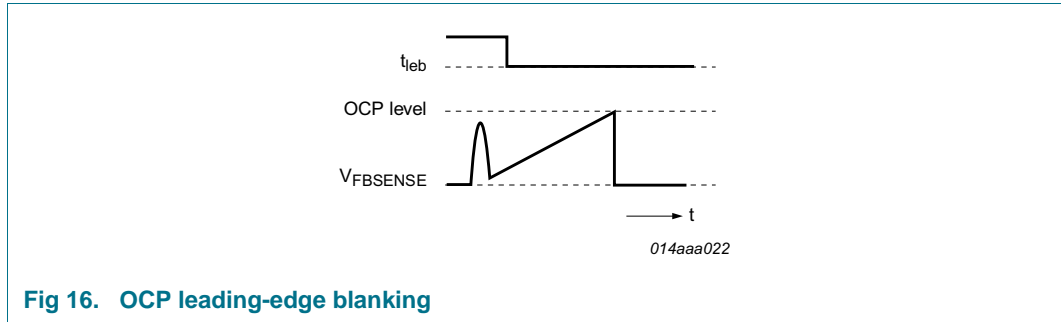 tleb
OCP level
VFBSENSE
t
014aaa022
Fig 16. OCP leading-edge blanking